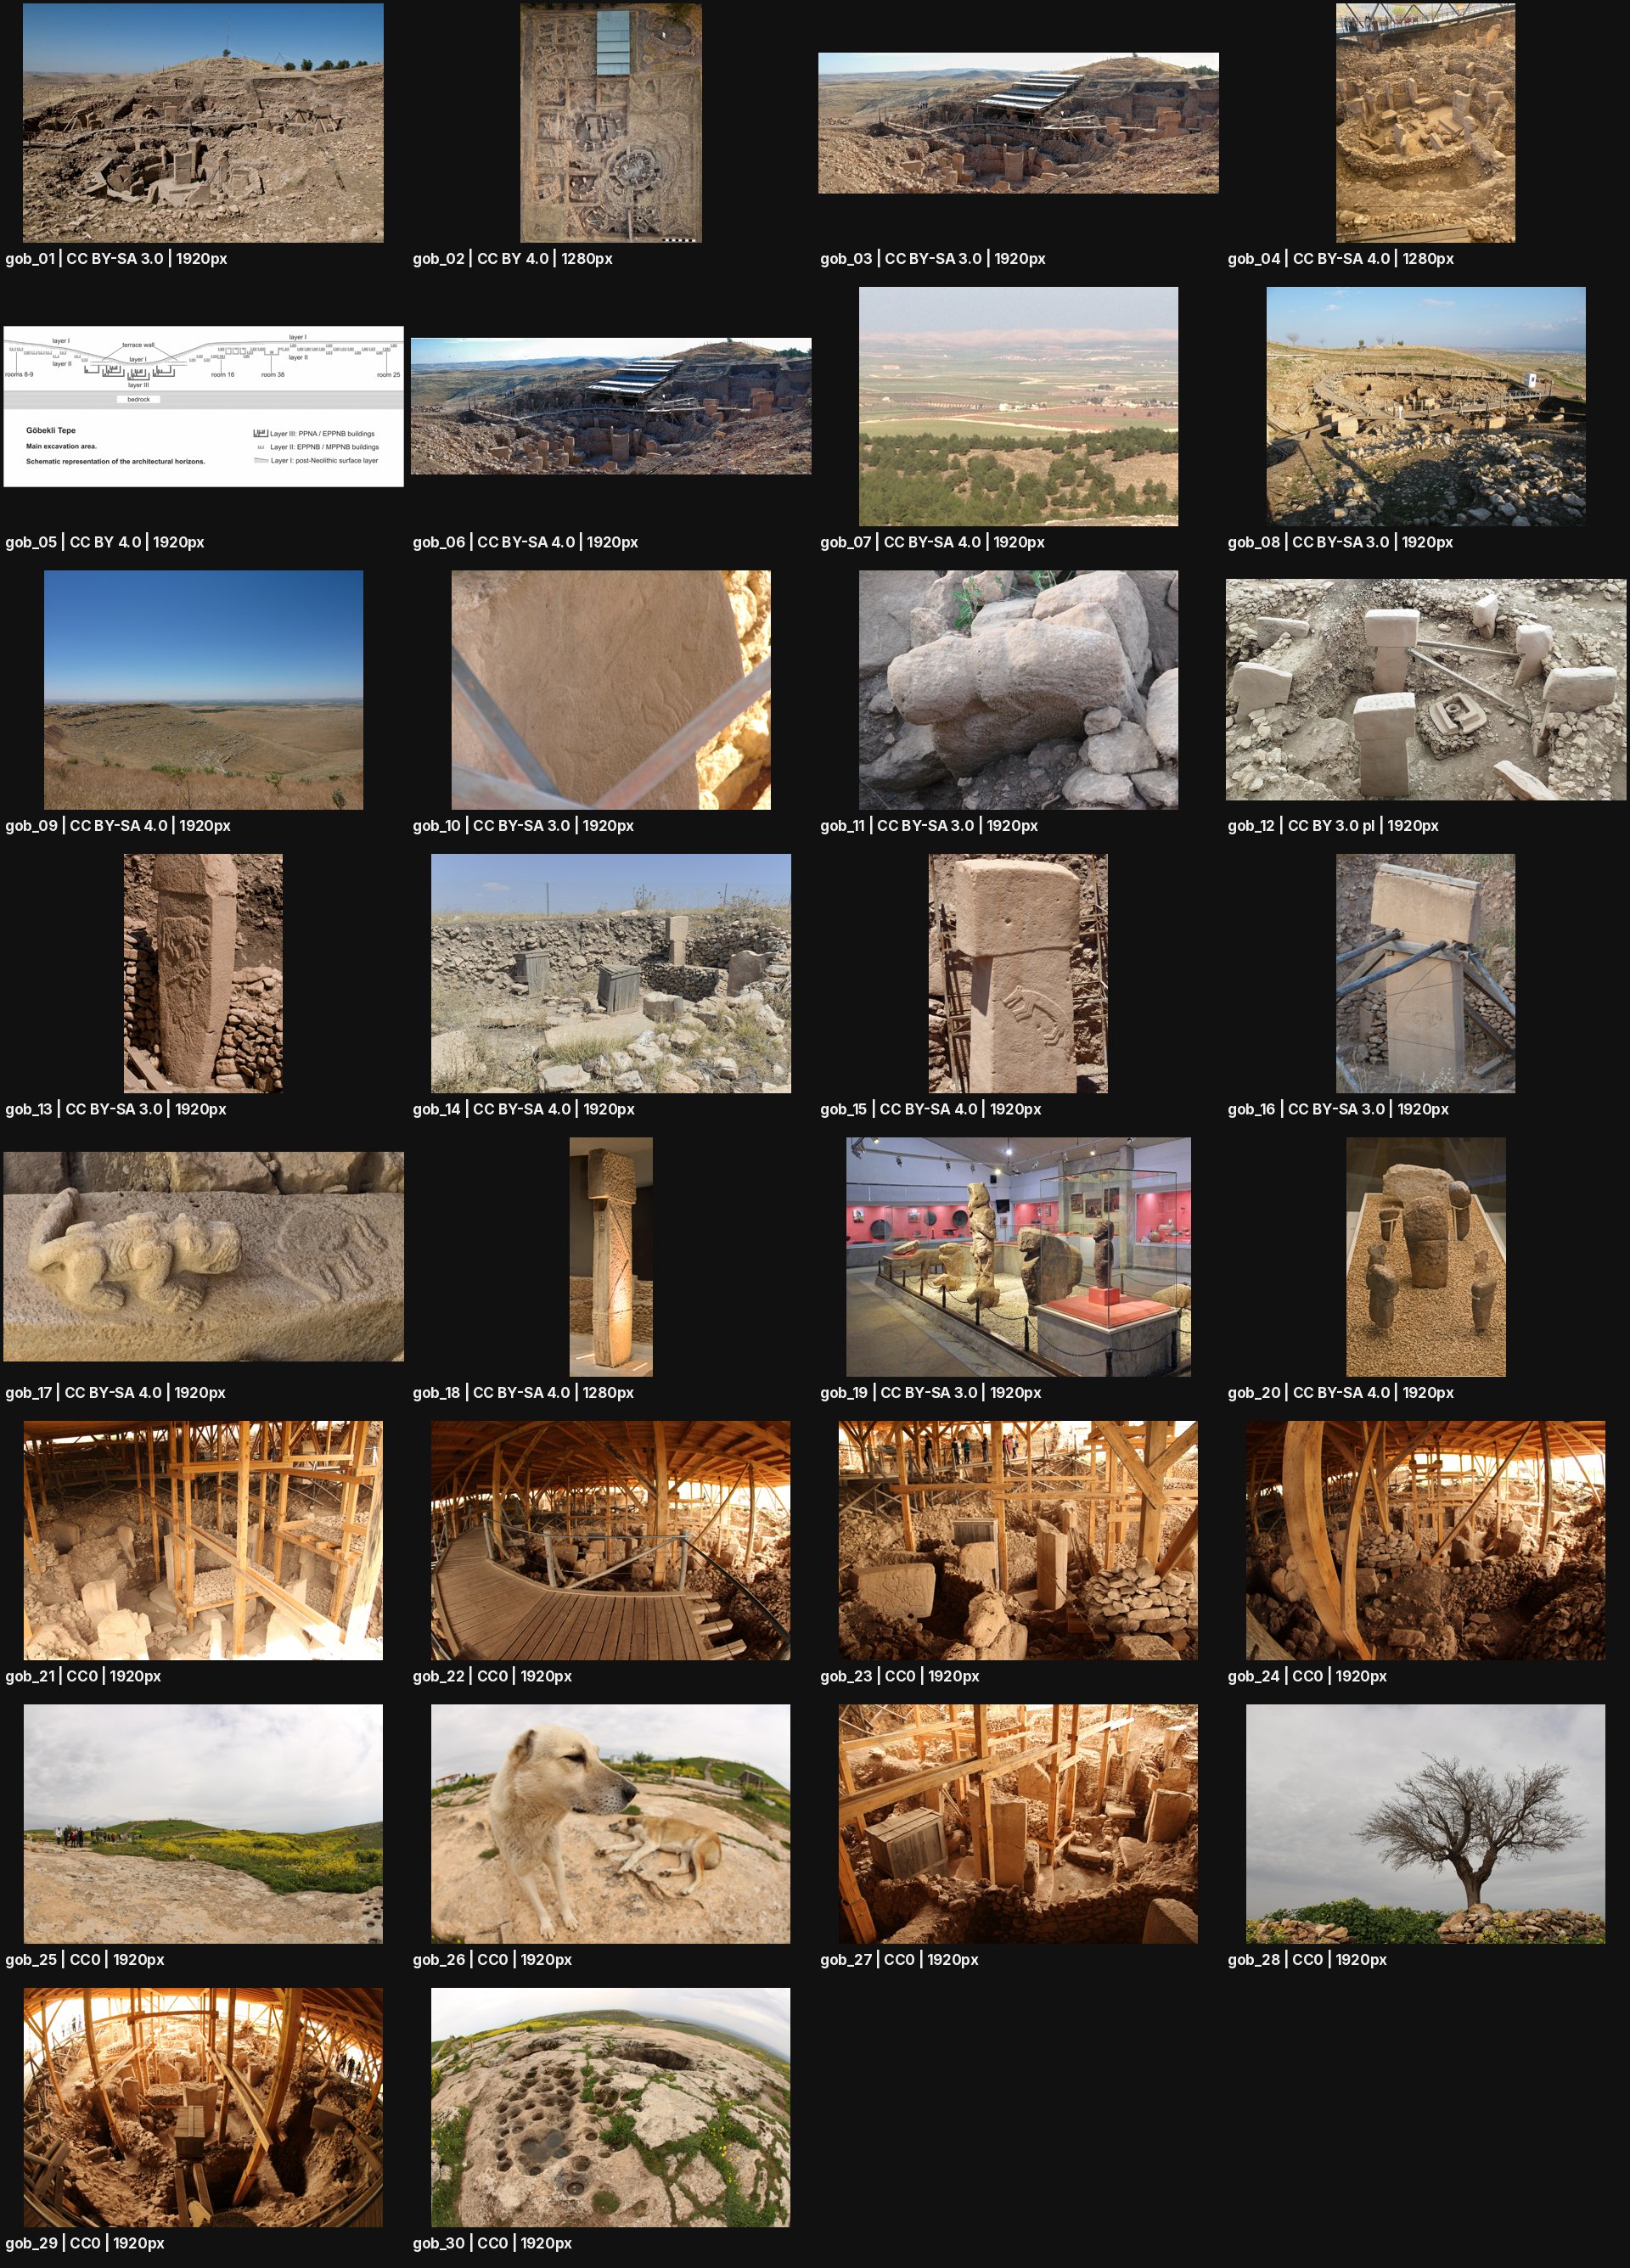 gob_01 | CC BY-SA 3.0 | 1920px
gob_02 | CC BY 4.0 | 1280px
gob_03 | CC BY-SA 3.0 | 1920px
gob_04 | CC BY-SA 4.0 | 1280px
layer I
layer I
terrace wall
layer II
layer I
layer II
rooms 8-9
layer III
room 16
room 38
room 25
bedrock
Göbekli Tepe
Main excavation area.
Schematic representation of the architectural horizons.
Layer III: PPNA / EPPNB buildings
Layer II: EPPNB / MPPNB buildings
Layer I: post-Neolithic surface layer
gob_05 | CC BY 4.0 | 1920px
gob_06 | CC BY-SA 4.0 | 1920px
gob_07 | CC BY-SA 4.0 | 1920px
gob_08 | CC BY-SA 3.0 | 1920px
gob_09 | CC BY-SA 4.0 | 1920px
gob_10 | CC BY-SA 3.0 | 1920px
gob_11 | CC BY-SA 3.0 | 1920px
gob_12 | CC BY 3.0 pl | 1920px
gob_13 | CC BY-SA 3.0 | 1920px
gob_14 | CC BY-SA 4.0 | 1920px
gob_15 | CC BY-SA 4.0 | 1920px
gob_16 | CC BY-SA 3.0 | 1920px
gob_17 | CC BY-SA 4.0 | 1920px
gob_18 | CC BY-SA 4.0 | 1280px
gob_19 | CC BY-SA 3.0 | 1920px
gob_20 | CC BY-SA 4.0 | 1920px
gob_21 | CC0 | 1920px
gob_22 | CC0 | 1920px
gob_23 | CC0 | 1920px
gob_24 | CC0 | 1920px
gob_25 | CC0 | 1920px
gob_26 | CC0 | 1920px
gob_27 | CC0 | 1920px
gob_28 | CC0 | 1920px
gob_29 | CC0 | 1920px
gob_30 | CC0 | 1920px